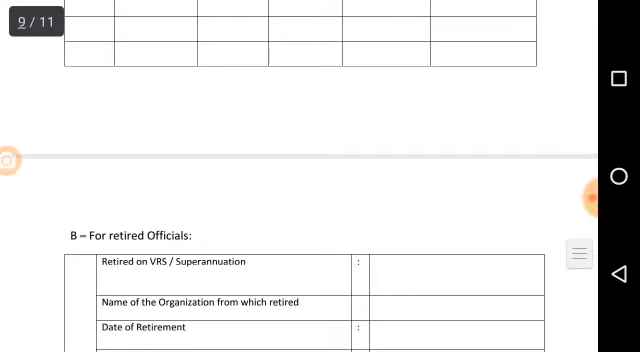 9 / 11
B – For retired Officials:
Retired on VRS / Superannuation :
Name of the Organization from which retired
Date of Retirement :